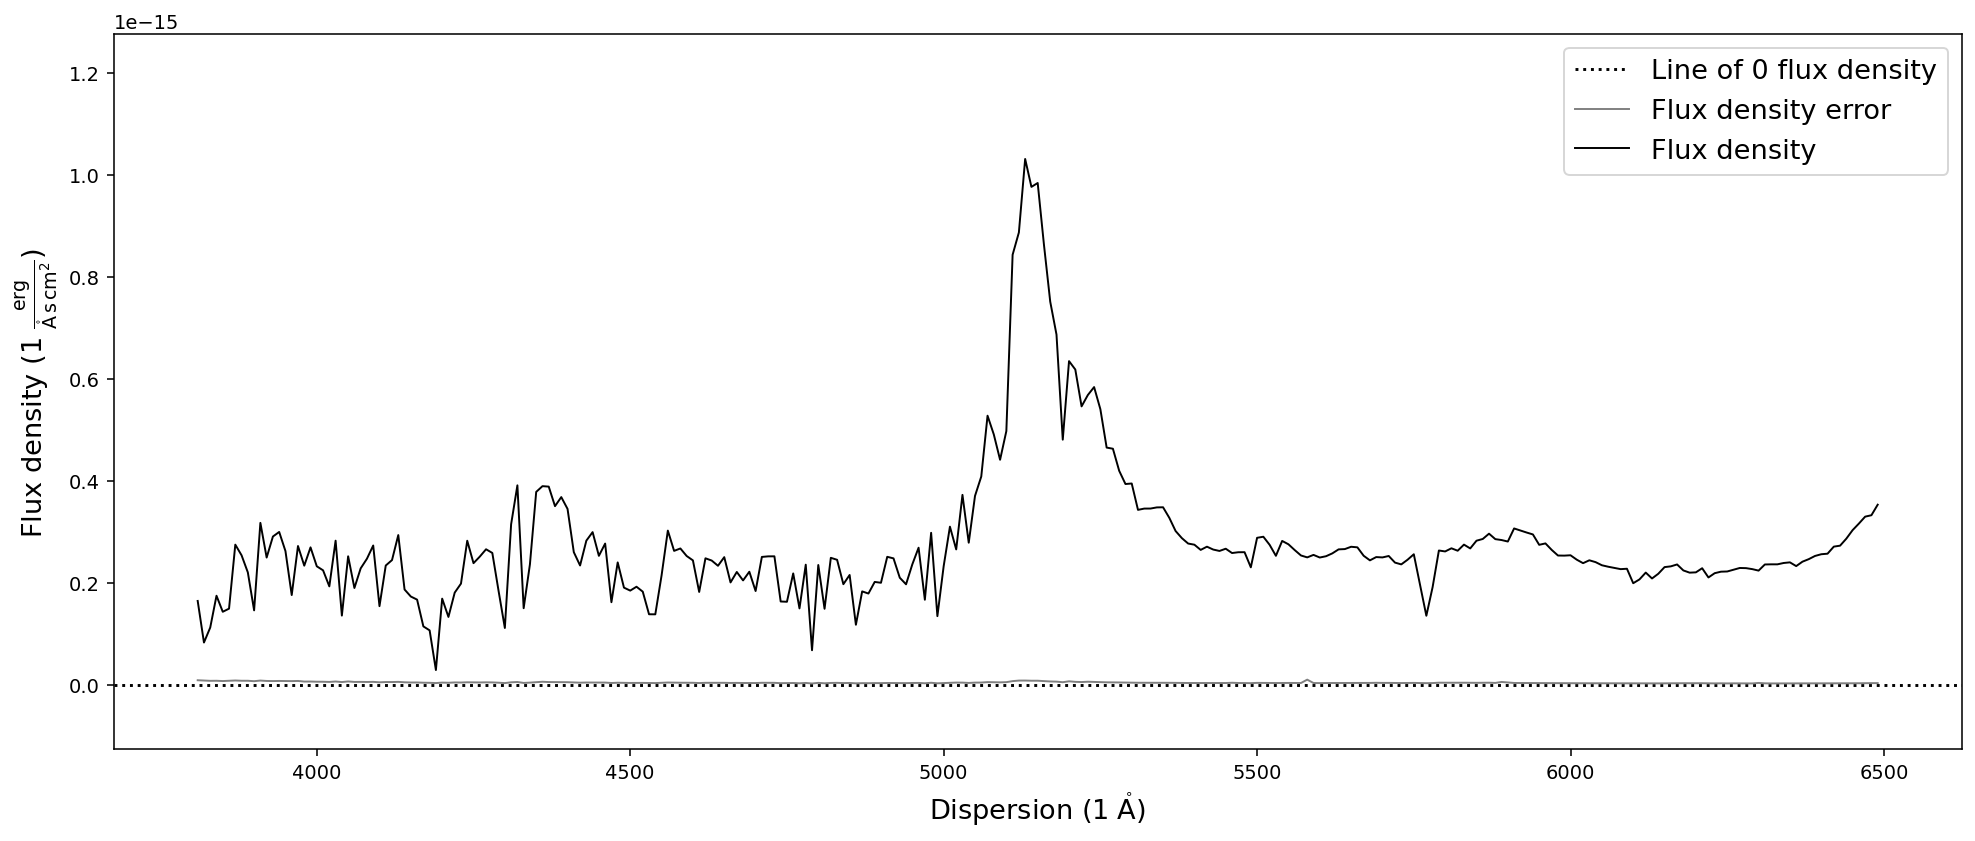 1e−15
1.2
1.0
0.8
0.6
0.4
0.2
0.0
Flux density (1 erg / Å s cm²)
Line of 0 flux density
Flux density error
Flux density
4000 4500 5000 5500 6000 6500
Dispersion (1 Å)